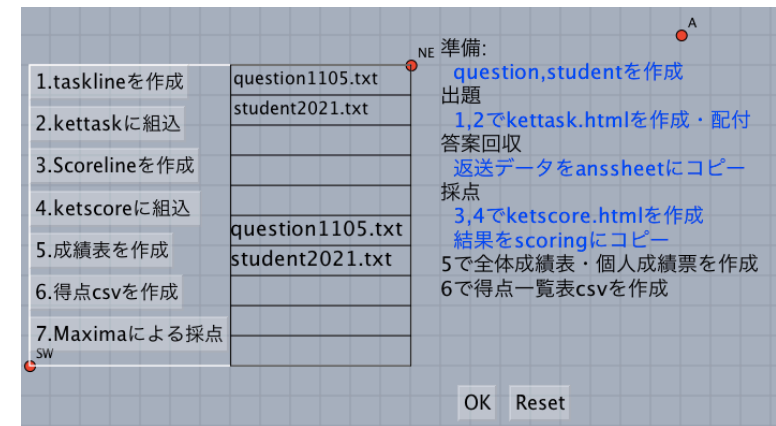 A
NE
1.tasklineを作成
2.kettaskに組込
3.Scorelineを作成
4.ketscoreに組込
5.成績表を作成
6.得点csvを作成
7.Maximaによる採点
SW
question1105.txt
student2021.txt
question1105.txt
student2021.txt
準備:
question,studentを作成
出題
1,2でkettask.htmlを作成・配付
答案回収
返送データをanssheetにコピー
採点
3,4でketscore.htmlを作成
結果をscoringにコピー
5で全体成績表・個人成績票を作成
6で得点一覧表csvを作成
OK
Reset